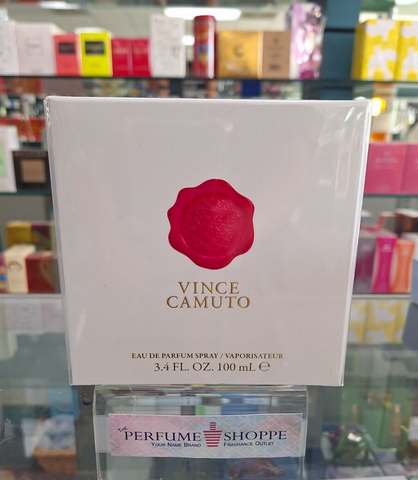 VINCE
CAMUTO
EAU DE PARFUM SPRAY / VAPORISATEUR
3.4 FL. OZ. 100 mL ℮
The
PERFUME SHOPPE
YOUR NAME BRAND FRAGRANCE OUTLET